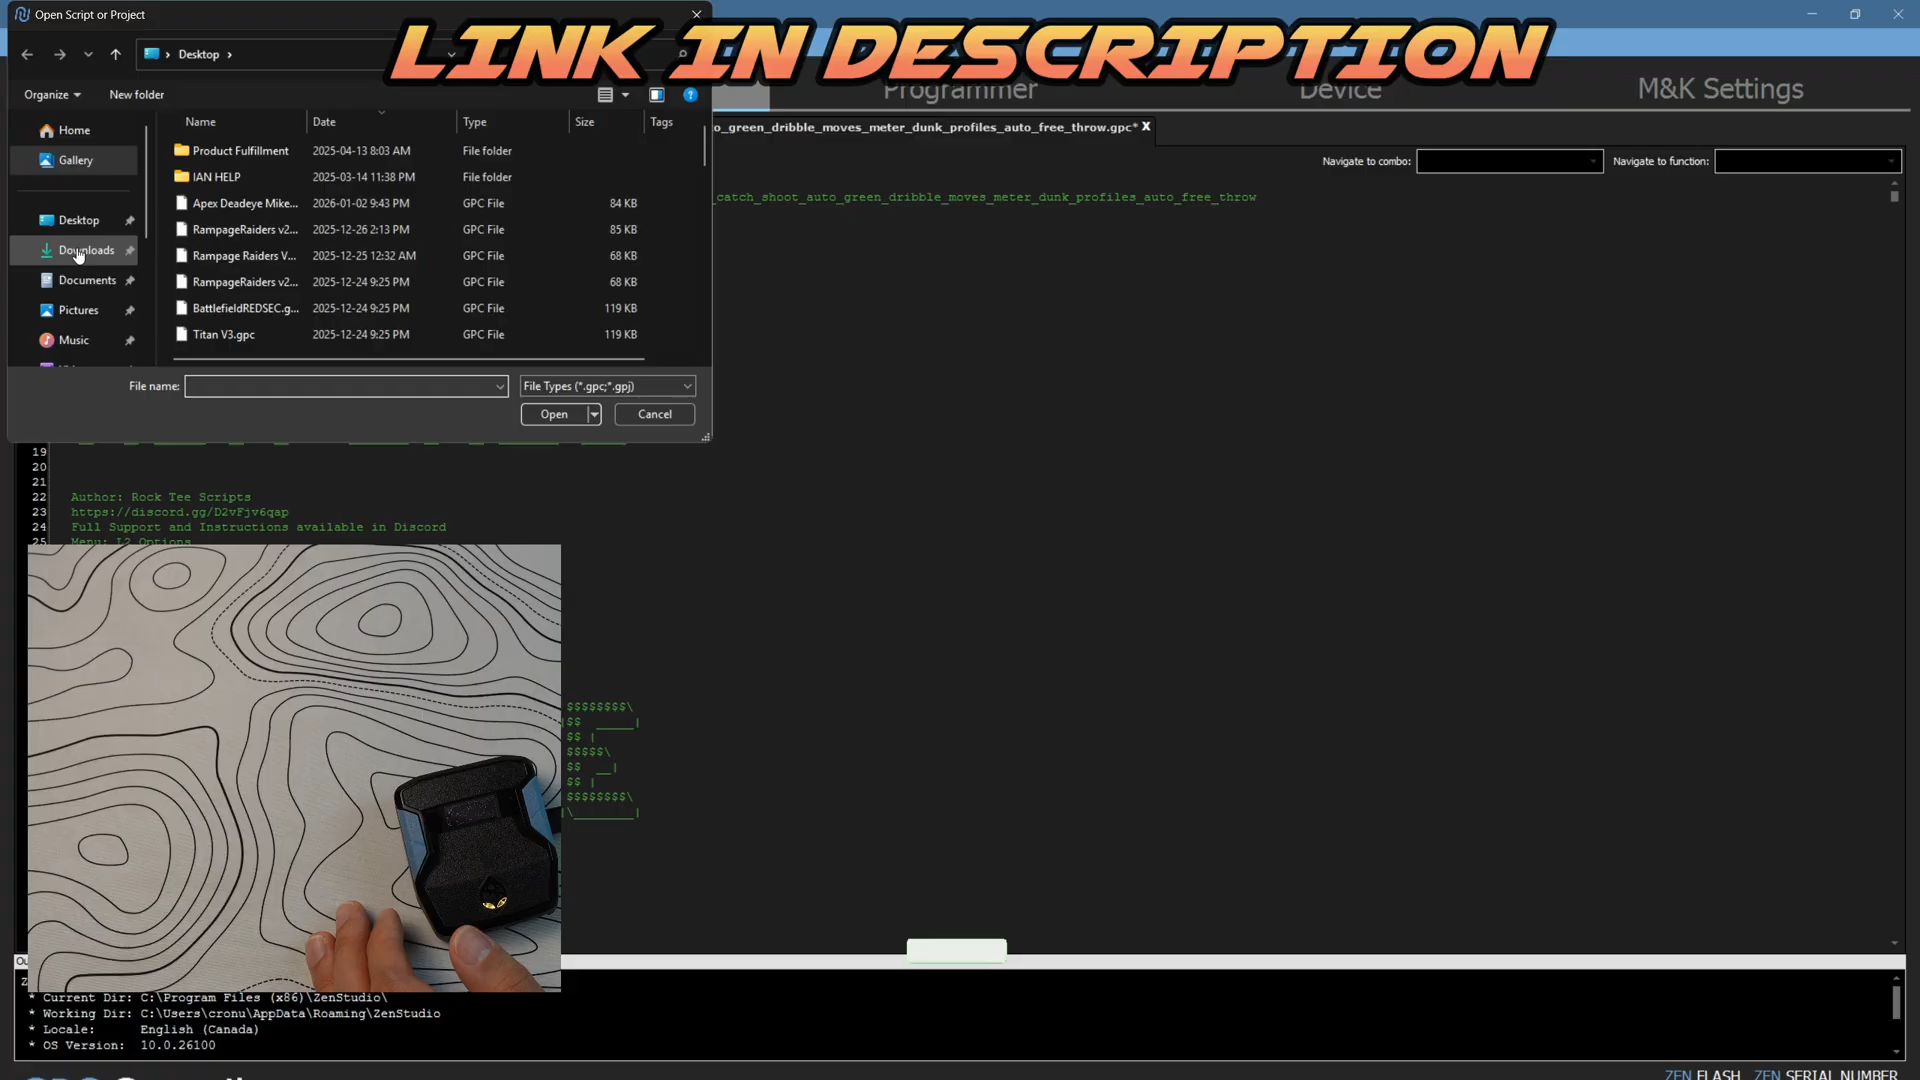 Open Script or Project
LINK IN DESCRIPTION
Desktop
Organize
New folder
Programmer
Device
M&K Settings
Name
Date
Type
Size
Tags
Home
Gallery
Desktop
Downloads
Documents
Pictures
Music
Product Fulfillment 2025-04-13 8:03 AM File folder
IAN HELP 2025-03-14 11:38 PM File folder
Apex Deadeye Mike... 2026-01-02 9:43 PM GPC File 84 KB
RampageRaiders v2... 2025-12-26 2:13 PM GPC File 85 KB
Rampage Raiders V... 2025-12-25 12:32 AM GPC File 68 KB
RampageRaiders v2... 2025-12-24 9:25 PM GPC File 68 KB
BattlefieldREDSEC.g... 2025-12-24 9:25 PM GPC File 119 KB
Titan V3.gpc 2025-12-24 9:25 PM GPC File 119 KB
File name:
File Types (*.gpc;*.gpj)
Open
Cancel
o_green_dribble_moves_meter_dunk_profiles_auto_free_throw.gpc* X
Navigate to combo:
Navigate to function:
_catch_shoot_auto_green_dribble_moves_meter_dunk_profiles_auto_free_throw
19
20
21
22 Author: Rock Tee Scripts
23 https://discord.gg/D2vFjv6qap
24 Full Support and Instructions available in Discord
25 Menu: L2 Options
$$$$$$$$\
|$$ _____|
$$ |
$$$$$\
$$ __|
$$ |
$$$$$$$$\
|\________|
* Current Dir: C:\Program Files (x86)\ZenStudio\
* Working Dir: C:\Users\cronu\AppData\Roaming\ZenStudio
* Locale: English (Canada)
* OS Version: 10.0.26100
ZEN FLASH ZEN SERIAL NUMBER